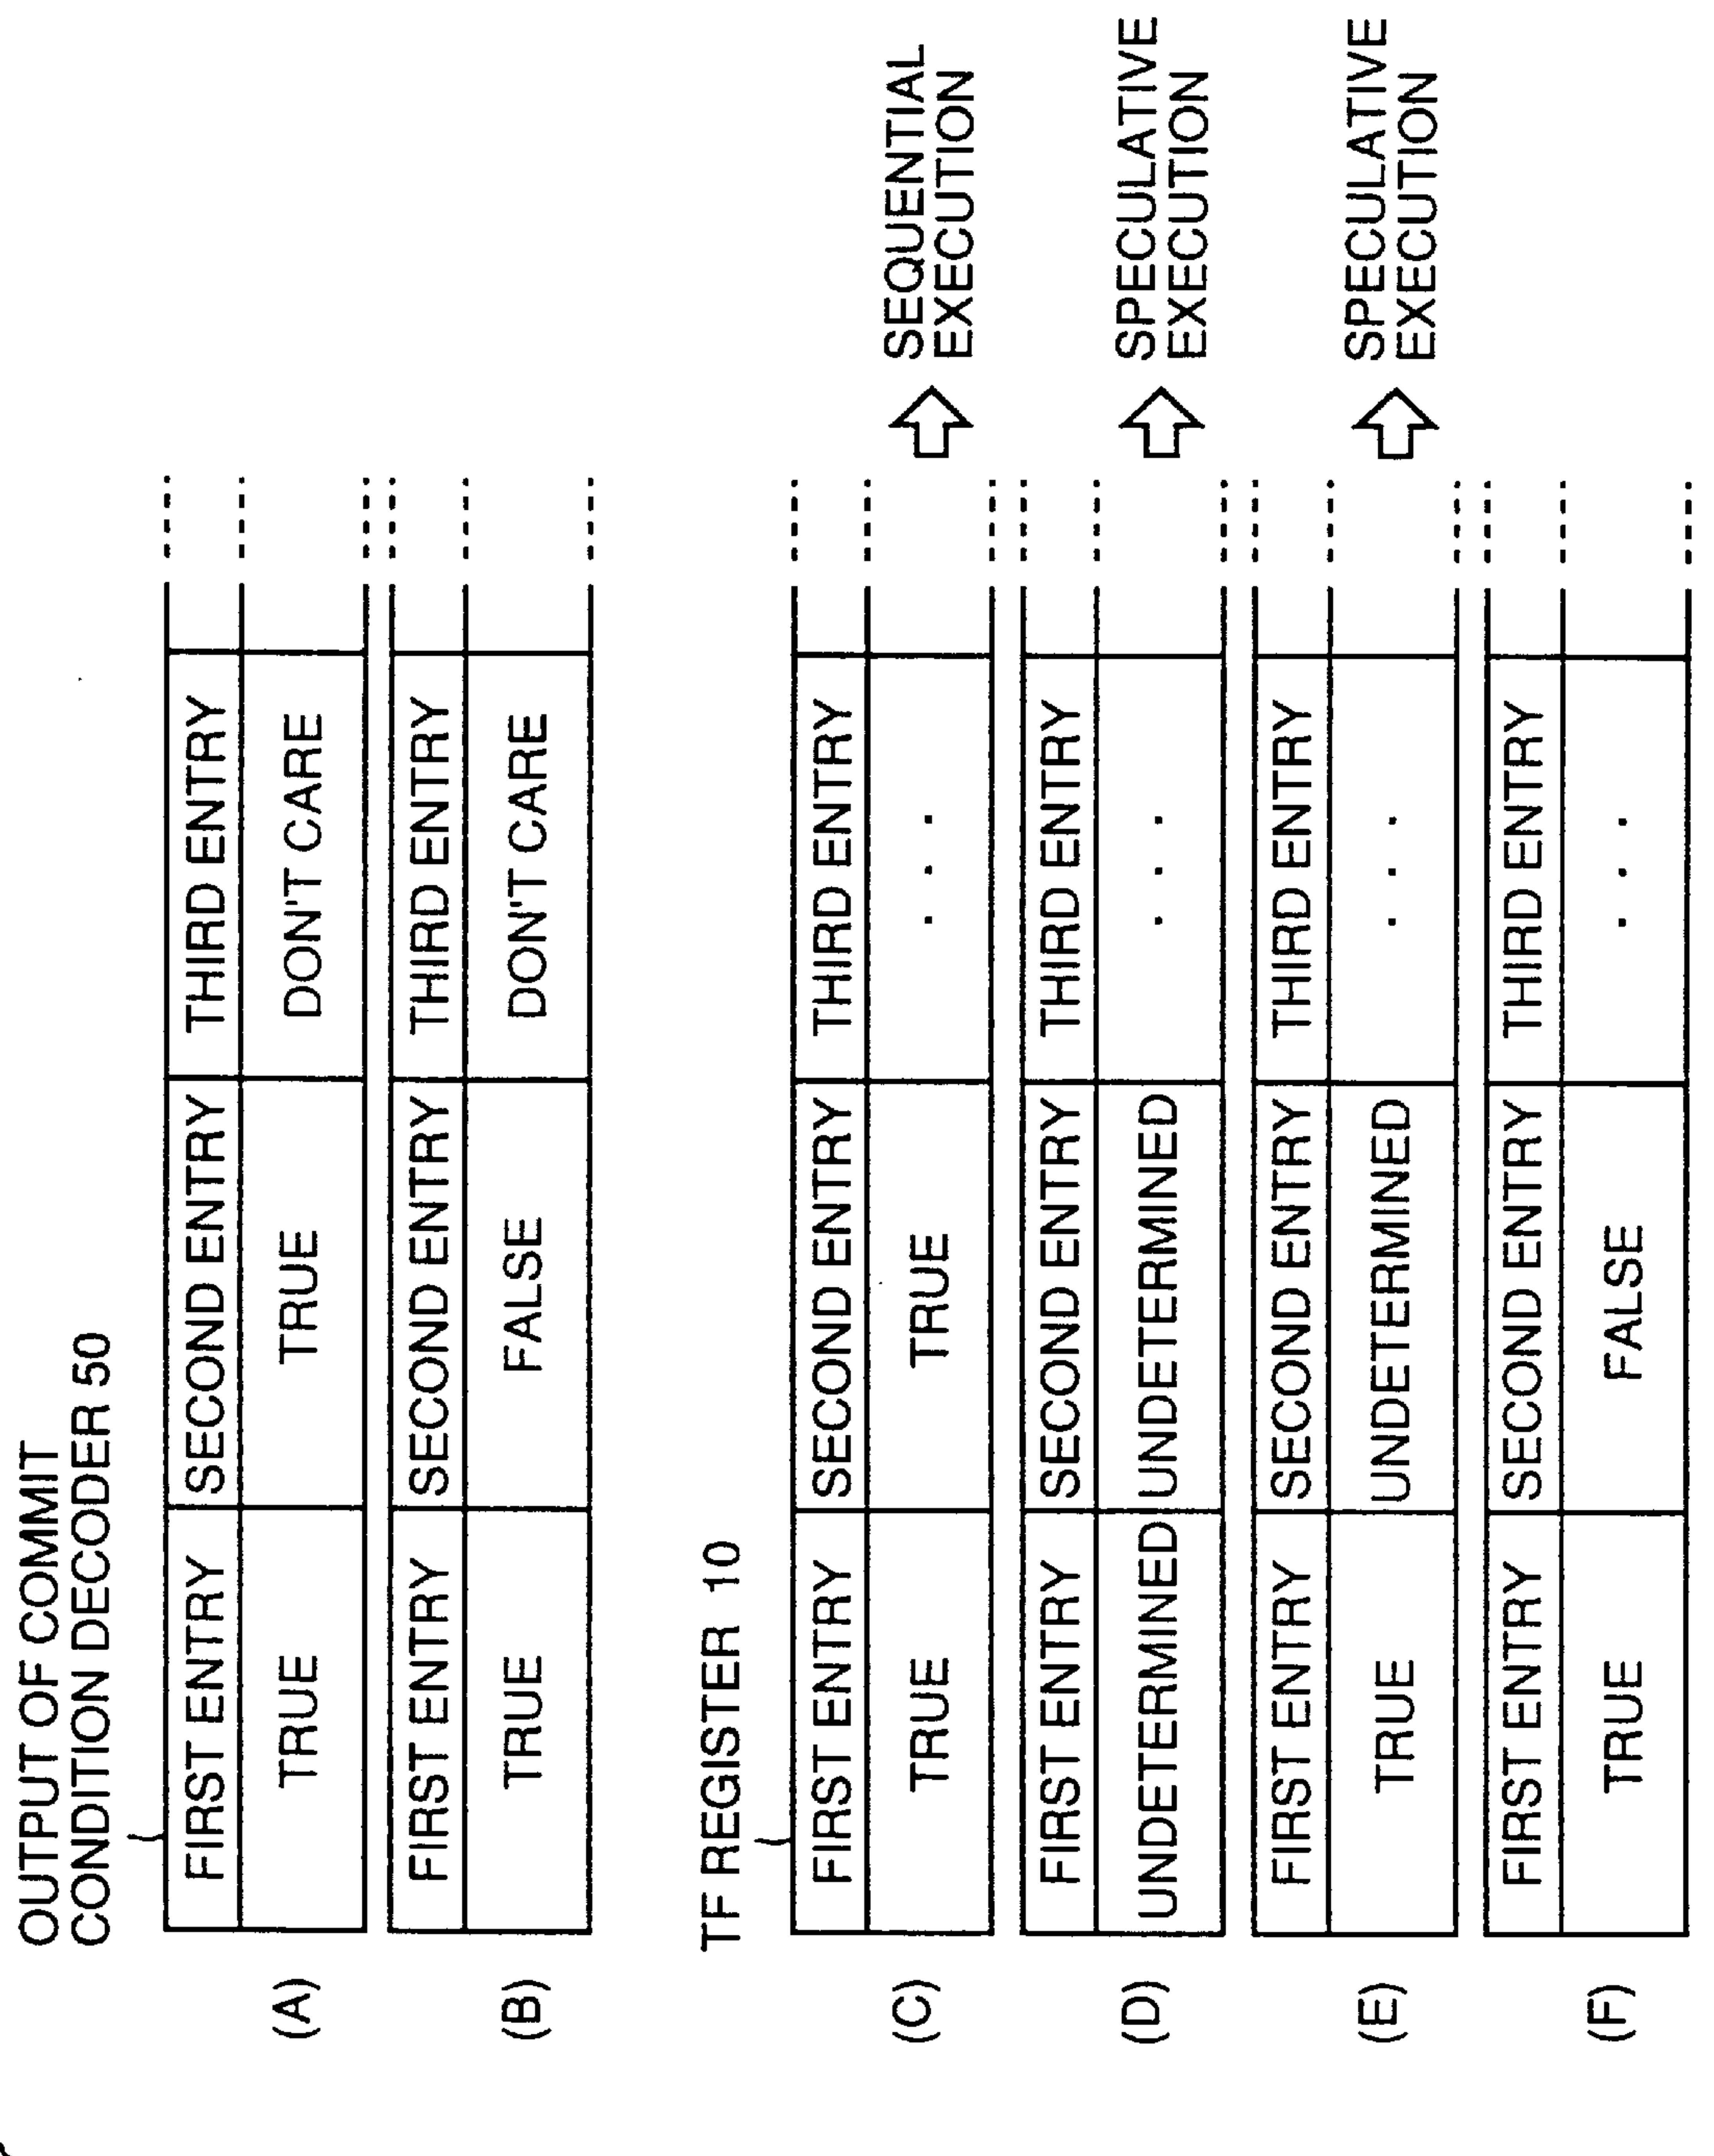 OUTPUT OF COMMIT
CONDITION DECODER 50
FIRST ENTRY SECOND ENTRY THIRD ENTRY
(A) TRUE TRUE DON'T CARE
FIRST ENTRY SECOND ENTRY THIRD ENTRY
(B) TRUE FALSE DON'T CARE
TF REGISTER 10
FIRST ENTRY SECOND ENTRY THIRD ENTRY
(C) TRUE TRUE . . .
SEQUENTIAL
EXECUTION
FIRST ENTRY SECOND ENTRY THIRD ENTRY
(D) UNDETERMINED UNDETERMINED . . .
SPECULATIVE
EXECUTION
FIRST ENTRY SECOND ENTRY THIRD ENTRY
(E) TRUE UNDETERMINED . . .
SPECULATIVE
EXECUTION
FIRST ENTRY SECOND ENTRY THIRD ENTRY
(F) TRUE FALSE . . .